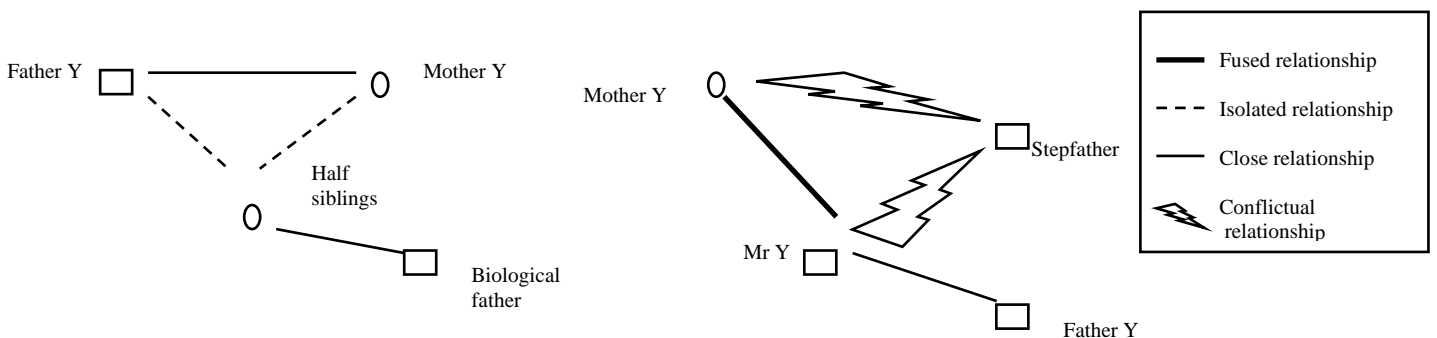 Father Y
Mother Y
Half
siblings
Biological
father
Mother Y
Stepfather
Mr Y
Father Y
Fused relationship
Isolated relationship
Close relationship
Conflictual
relationship